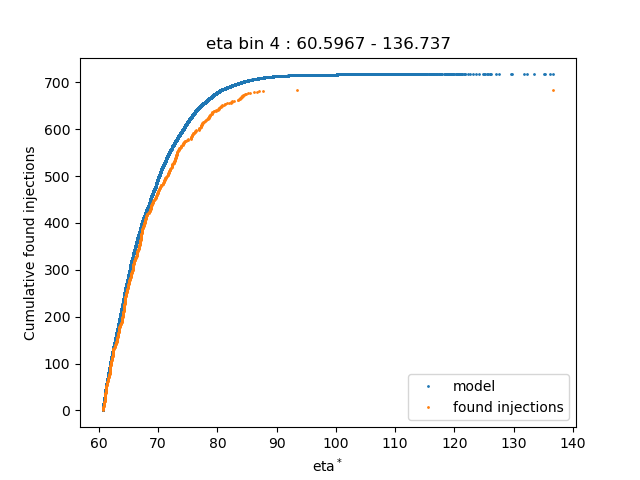 eta bin 4 : 60.5967 - 136.737
Cumulative found injections
700
600
500
400
300
200
100
0
60 70 80 90 100 110 120 130 140
eta*
model
found injections